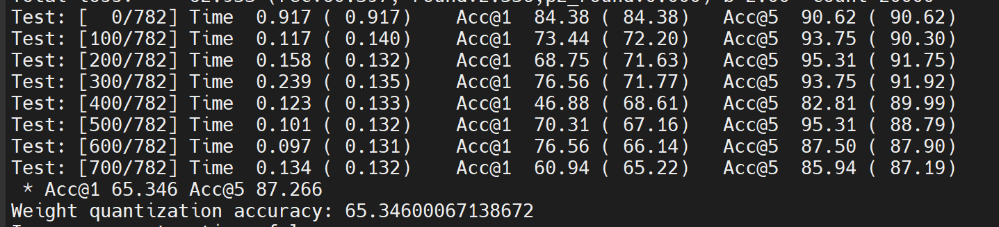 Test: [  0/782] Time  0.917 ( 0.917)    Acc@1  84.38 ( 84.38)   Acc@5  90.62 ( 90.62)
Test: [100/782] Time  0.117 ( 0.140)    Acc@1  73.44 ( 72.20)   Acc@5  93.75 ( 90.30)
Test: [200/782] Time  0.158 ( 0.132)    Acc@1  68.75 ( 71.63)   Acc@5  95.31 ( 91.75)
Test: [300/782] Time  0.239 ( 0.135)    Acc@1  76.56 ( 71.77)   Acc@5  93.75 ( 91.92)
Test: [400/782] Time  0.123 ( 0.133)    Acc@1  46.88 ( 68.61)   Acc@5  82.81 ( 89.99)
Test: [500/782] Time  0.101 ( 0.132)    Acc@1  70.31 ( 67.16)   Acc@5  95.31 ( 88.79)
Test: [600/782] Time  0.097 ( 0.131)    Acc@1  76.56 ( 66.14)   Acc@5  87.50 ( 87.90)
Test: [700/782] Time  0.134 ( 0.132)    Acc@1  60.94 ( 65.22)   Acc@5  85.94 ( 87.19)
 * Acc@1 65.346 Acc@5 87.266
Weight quantization accuracy: 65.34600067138672